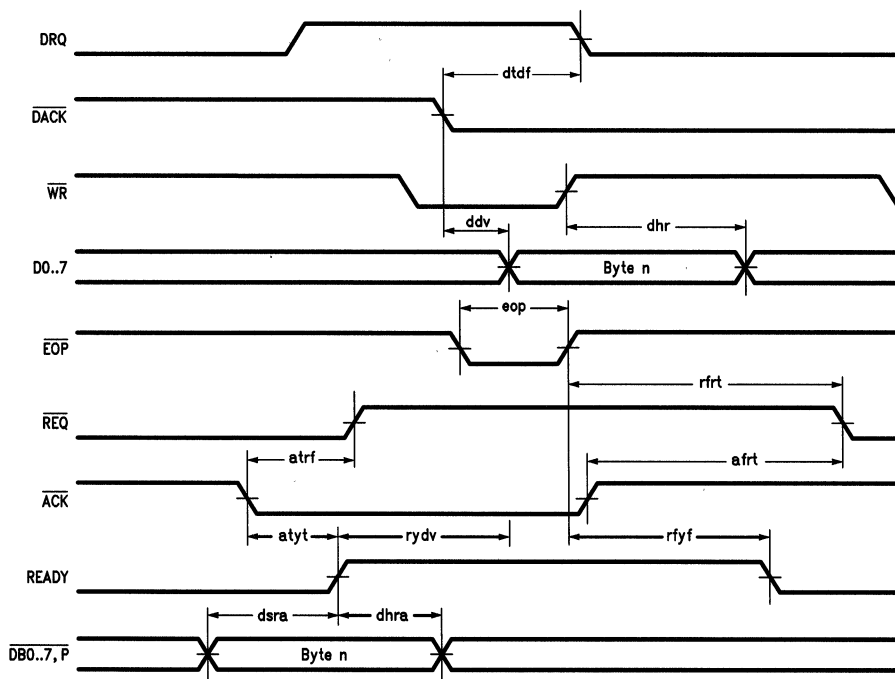 DRQ
dtdf
DACK
WR
ddv dhr
D0..7 Byte n
eop
EOP
rfrt
REQ
atrf afrt
ACK
atyt rydv rfyf
READY
dsra dhra
DB0..7, P Byte n